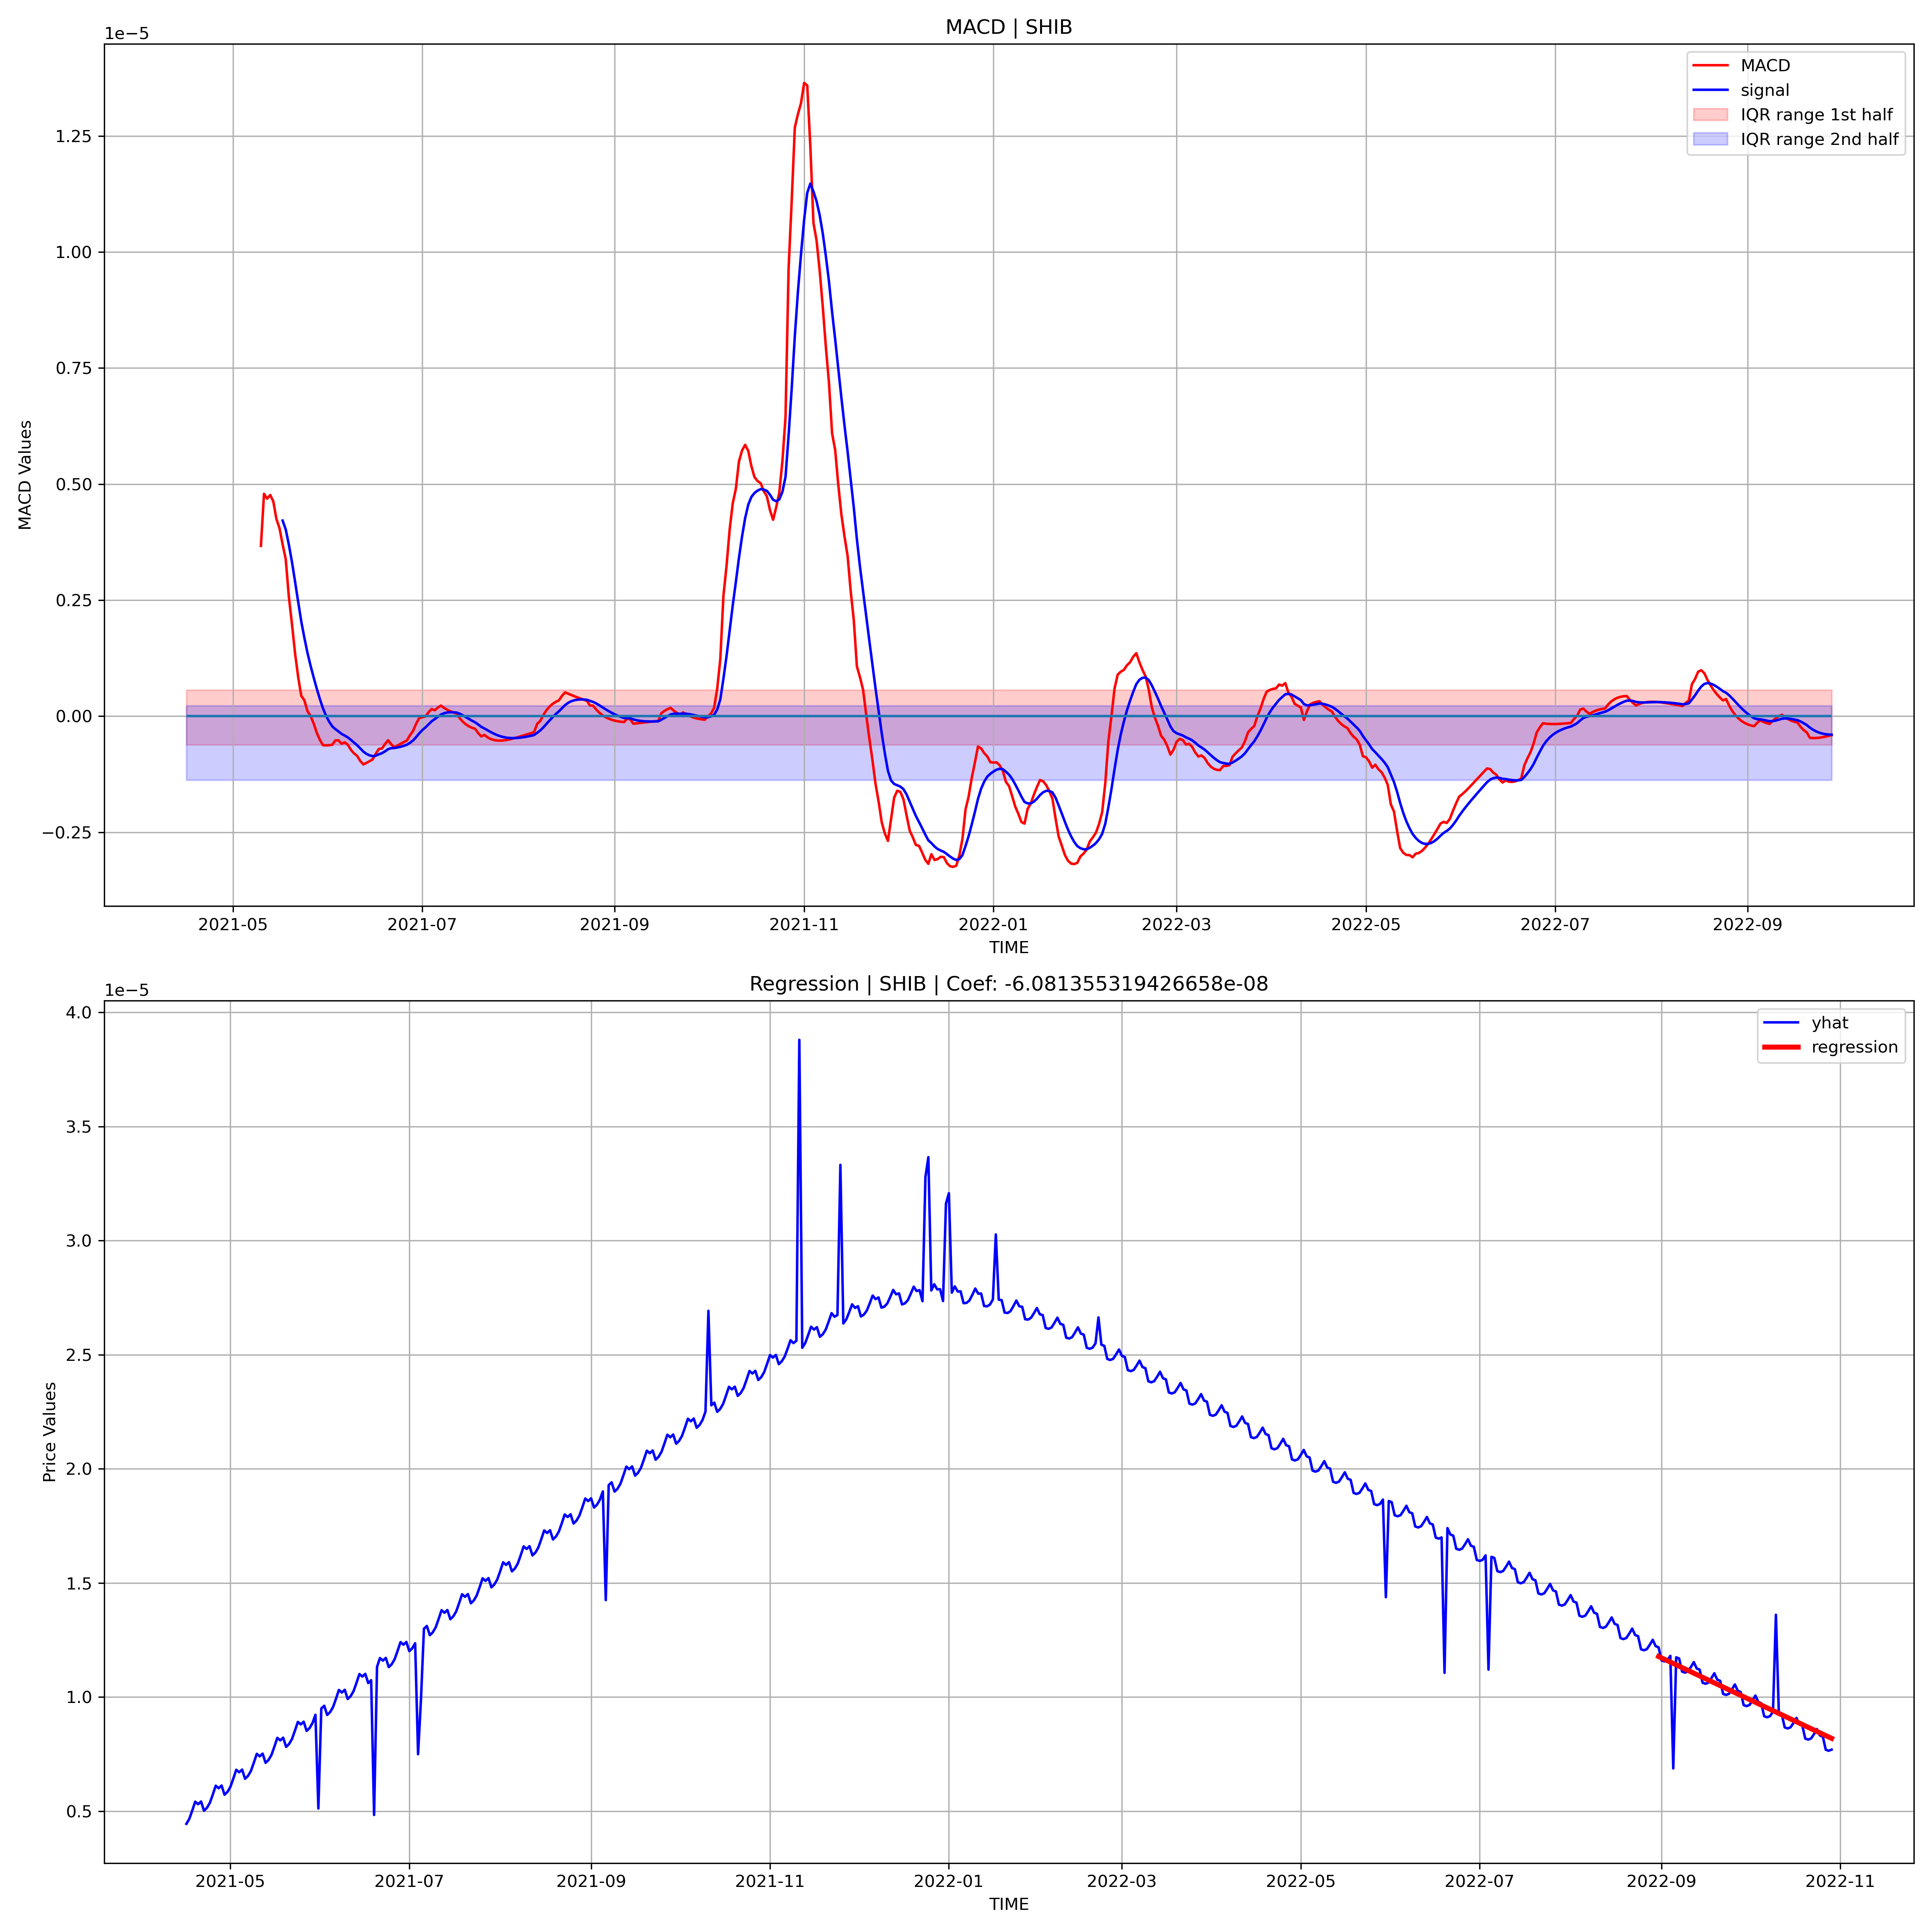 MACD | SHIB
1e−5
MACD
signal
IQR range 1st half
IQR range 2nd half
1.25
1.00
0.75
0.50
0.25
0.00
−0.25
MACD Values
2021-05 2021-07 2021-09 2021-11 2022-01 2022-03 2022-05 2022-07 2022-09
TIME
Regression | SHIB | Coef: -6.081355319426658e-08
1e−5
yhat
regression
4.0
3.5
3.0
2.5
2.0
1.5
1.0
0.5
Price Values
2021-05 2021-07 2021-09 2021-11 2022-01 2022-03 2022-05 2022-07 2022-09 2022-11
TIME